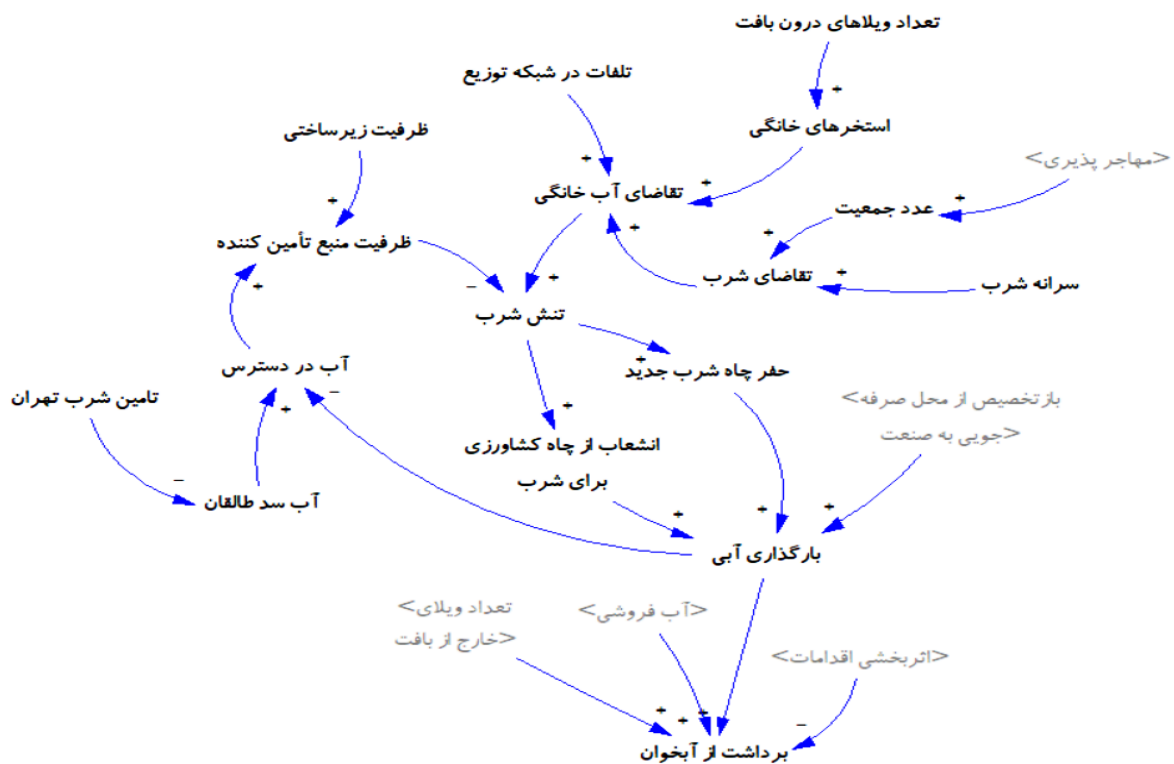 تعداد ویلاهای درون بافت
تلفات در شبکه توزیع
+
استخرهای خانگی
ظرفیت زیرساختی
<مهاجر پذیری>
+
+
+
تقاضای آب خانگی
عدد جمعیت
+
+
+
+
ظرفیت منبع تأمین کننده
تقاضای شرب
+
سرانه شرب
+
-
+
تنش شرب
+
حفر چاه شرب جدید
آب در دسترس
-
+
تامین شرب تهران
<بازتخصیص از محل صرفه
جویی به صنعت>
+
انشعاب از چاه کشاورزی
برای شرب
-
آب سد طالقان
+
+
+
بارگذاری آبی
<تعداد ویلای
خارج از بافت>
<آب فروشی>
<اثربخشی اقدامات>
+
+
+
-
برداشت از آبخوان